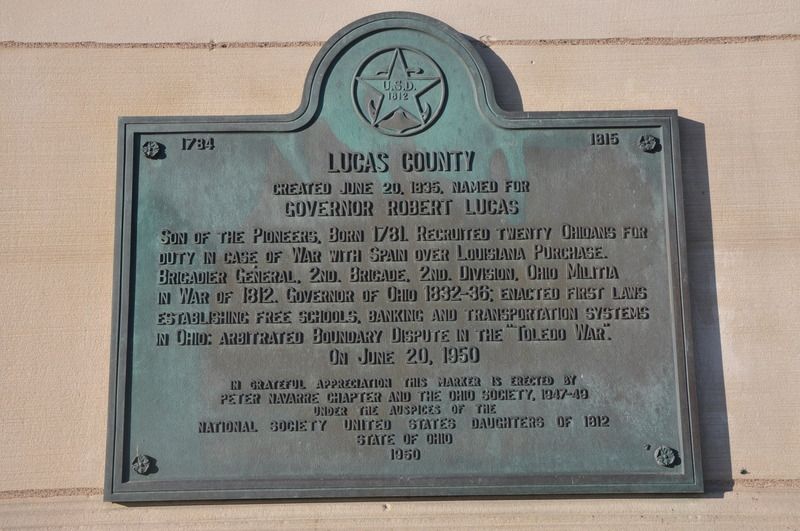 U.S.D.
1812
1784 1815
LUCAS COUNTY
CREATED JUNE 20, 1835. NAMED FOR
GOVERNOR ROBERT LUCAS
SON OF THE PIONEERS, BORN 1781. RECRUITED TWENTY OHIOANS FOR
DUTY IN CASE OF WAR WITH SPAIN OVER LOUISIANA PURCHASE.
BRIGADIER GENERAL, 2ND. BRIGADE, 2ND. DIVISION, OHIO MILITIA
IN WAR OF 1812. GOVERNOR OF OHIO 1832-36; ENACTED FIRST LAWS
ESTABLISHING FREE SCHOOLS, BANKING AND TRANSPORTATION SYSTEMS
IN OHIO; ARBITRATED BOUNDARY DISPUTE IN THE "TOLEDO WAR".
ON JUNE 20, 1950
IN GRATEFUL APPRECIATION THIS MARKER IS ERECTED BY
PETER NAVARRE CHAPTER AND THE OHIO SOCIETY, 1947-49
UNDER THE AUSPICES OF THE
NATIONAL SOCIETY UNITED STATES DAUGHTERS OF 1812
STATE OF OHIO
1950